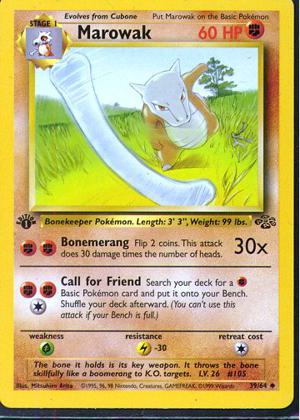 STAGE 1
Evolves from Cubone Put Marowak on the Basic Pokémon
Marowak 60 HP
Bonekeeper Pokémon. Length: 3' 3", Weight: 99 lbs.
EDITION
1
Bonemerang Flip 2 coins. This attack
does 30 damage times the number of heads. 30x
Call for Friend Search your deck for a
Basic Pokémon card and put it onto your Bench.
Shuffle your deck afterward. (You can't use this
attack if your Bench is full.)
weakness resistance retreat cost
-30
The bone it holds is its key weapon. It throws the bone
skillfully like a boomerang to K.O. targets. LV. 26 #105
Illus. Mitsuhiro Arita ©1995, 96, 98 Nintendo, Creatures, GAMEFREAK. ©1999 Wizards 39/64